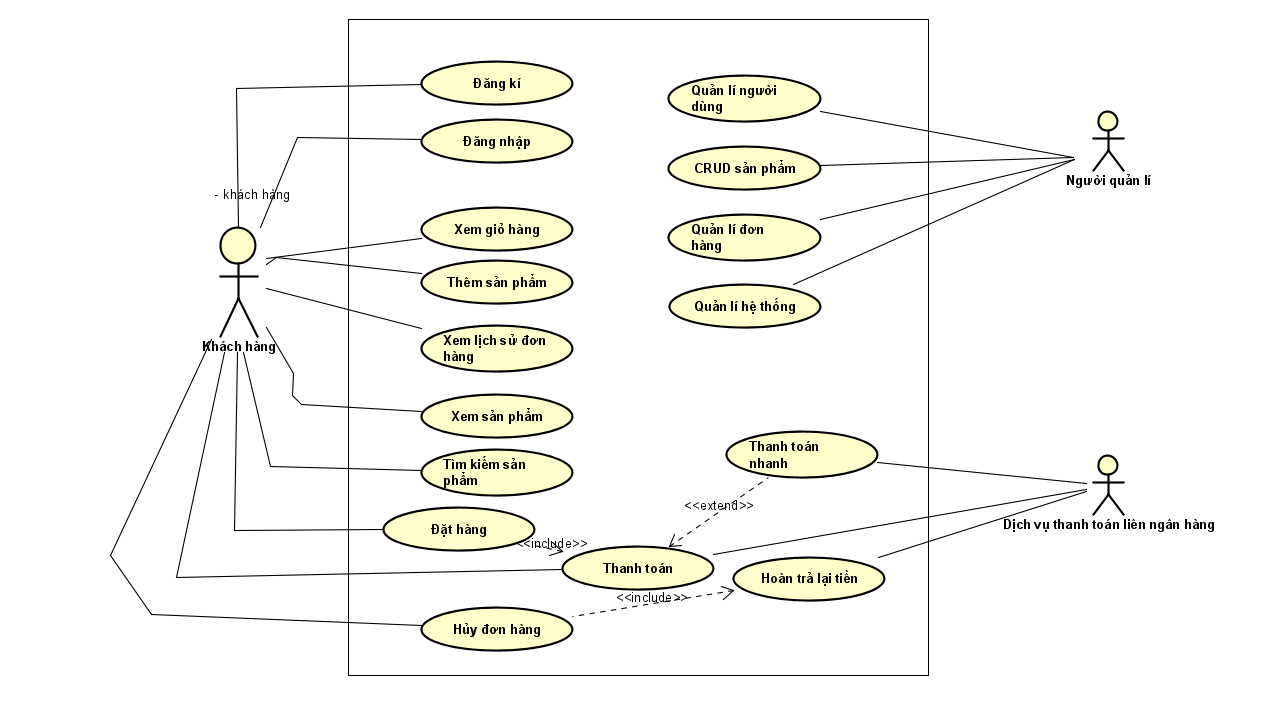 Đăng kí
Đăng nhập
- khách hàng
Khách hàng
Xem giỏ hàng
Thêm sản phẩm
Xem lịch sử đơn
hàng
Xem sản phẩm
Tìm kiếm sản
phẩm
Đặt hàng
<<include>>
Thanh toán
<<include>>
Hủy đơn hàng
Quản lí người
dùng
CRUD sản phẩm
Quản lí đơn
hàng
Quản lí hệ thống
Người quản lí
Thanh toán
nhanh
<<extend>>
Hoàn trả lại tiền
Dịch vụ thanh toán liên ngân hàng